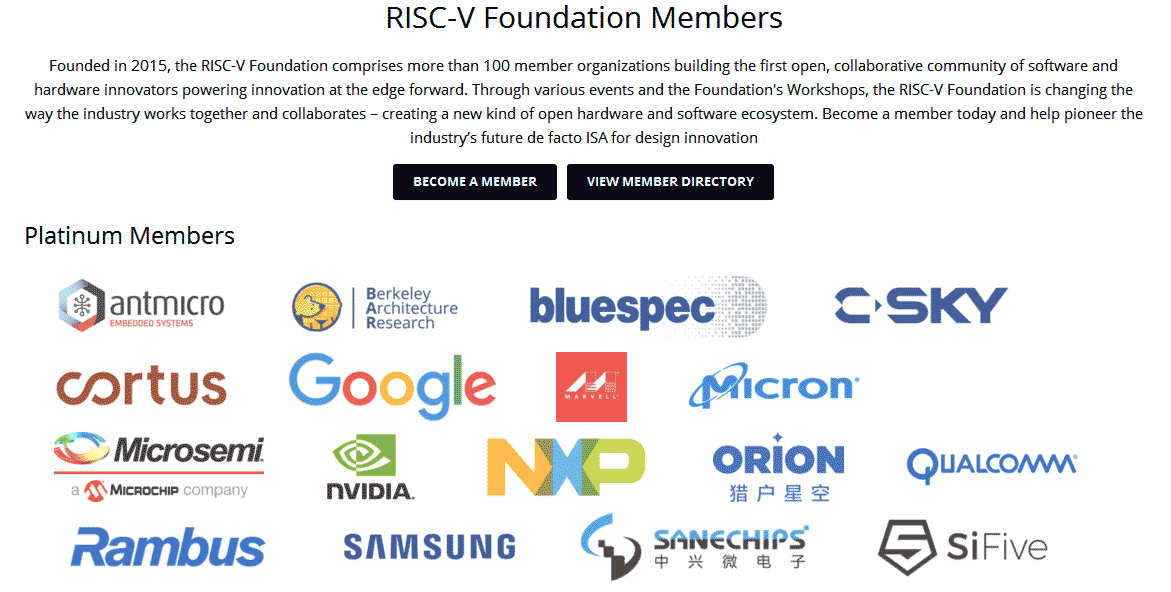 RISC-V Foundation Members
Founded in 2015, the RISC-V Foundation comprises more than 100 member organizations building the first open, collaborative community of software and
hardware innovators powering innovation at the edge forward. Through various events and the Foundation's Workshops, the RISC-V Foundation is changing the
way the industry works together and collaborates – creating a new kind of open hardware and software ecosystem. Become a member today and help pioneer the
industry's future de facto ISA for design innovation
BECOME A MEMBER VIEW MEMBER DIRECTORY
Platinum Members
antmicro
EMBEDDED SYSTEMS
Berkeley
Architecture
Research
bluespec
C-SKY
cortus
Google
MARVELL
Micron
Microsemi.
a MICROCHIP company
NVIDIA.
NXP
ORION
猎户星空
QUALCOMM
Rambus
SAMSUNG
SANECHIPS
中兴微电子
SiFive